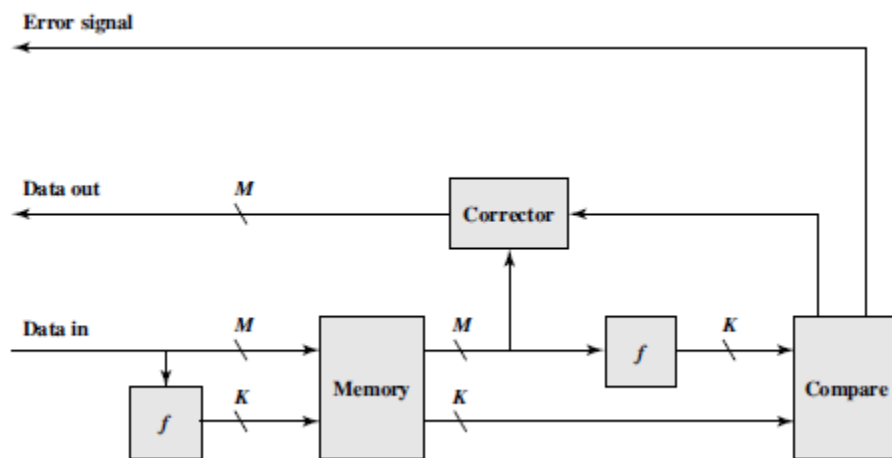 Error signal
Data out
M
Corrector
Data in
M
M
K
f
Memory
K
K
Compare
f